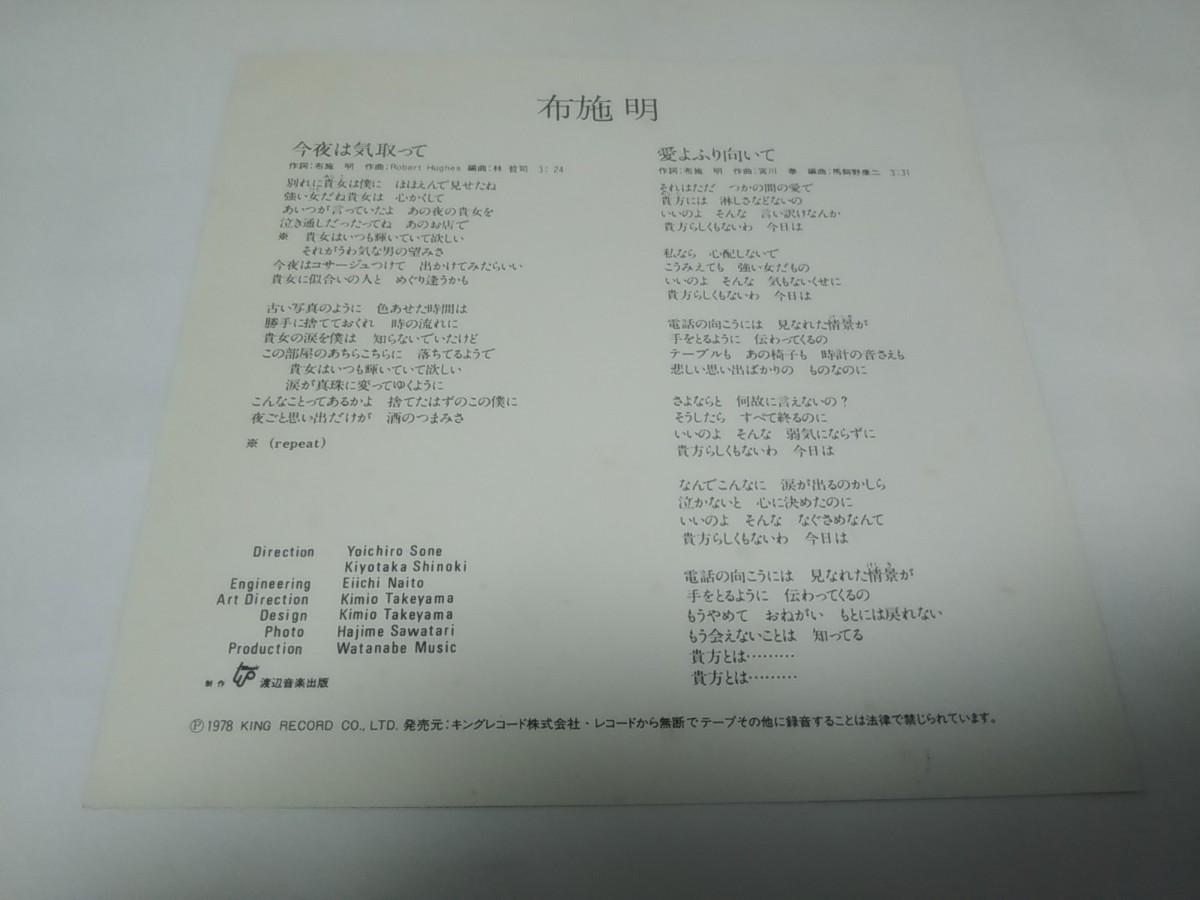 布施 明
今夜は気取って
作詞:布施 明 作曲:Robert Hughes 編曲:林 哲司 3:24
別れに貴女は僕に ほほえんで見せたね
強い女だね貴女は 心かくして
あいつが言っていたよ あの夜の貴女を
泣き通しだったってね あのお店で
※ 貴女はいつも輝いていて欲しい
それがうわ気な男の望みさ
今夜はコサージュつけて 出かけてみたらいい
貴女に似合いの人と めぐり逢うかも
古い写真のように 色あせた時間は
勝手に捨てておくれ 時の流れに
貴女の涙を僕は 知らないでいたけど
この部屋のあちらこちらに 落ちてるようで
貴女はいつも輝いていて欲しい
涙が真珠に変ってゆくように
こんなことってあるかよ 捨てたはずのこの僕に
夜ごと思い出だけが 酒のつまみさ
※ (repeat)
Direction Yoichiro Sone
Kiyotaka Shinoki
Engineering Eiichi Naito
Art Direction Kimio Takeyama
Design Kimio Takeyama
Photo Hajime Sawatari
Production Watanabe Music
制作 渡辺音楽出版
愛よふり向いて
作詞:布施 明 作曲:宮川 泰 編曲:馬飼野康二 3:31
それはただ つかの間の愛で
貴方には 淋しさなどないの
いいのよ そんな 言い訳けなんか
貴方らしくもないわ 今日は
私なら 心配しないで
こうみえても 強い女だもの
いいのよ そんな 気もないくせに
貴方らしくもないわ 今日は
電話の向こうには 見なれた情景が
手をとるように 伝わってくるの
テーブルも あの椅子も 時計の音さえも
悲しい思い出ばかりの ものなのに
さよならと 何故に言えないの?
そうしたら すべて終るのに
いいのよ そんな 弱気にならずに
貴方らしくもないわ 今日は
なんでこんなに 涙が出るのかしら
泣かないと 心に決めたのに
いいのよ そんな なぐさめなんて
貴方らしくもないわ 今日は
電話の向こうには 見なれた情景が
手をとるように 伝わってくるの
もうやめて おねがい もとには戻れない
もう会えないことは 知ってる
貴方とは………
貴方とは………
Ⓟ1978 KING RECORD CO., LTD. 発売元:キングレコード株式会社・レコードから無断でテープその他に録音することは法律で禁じられています。